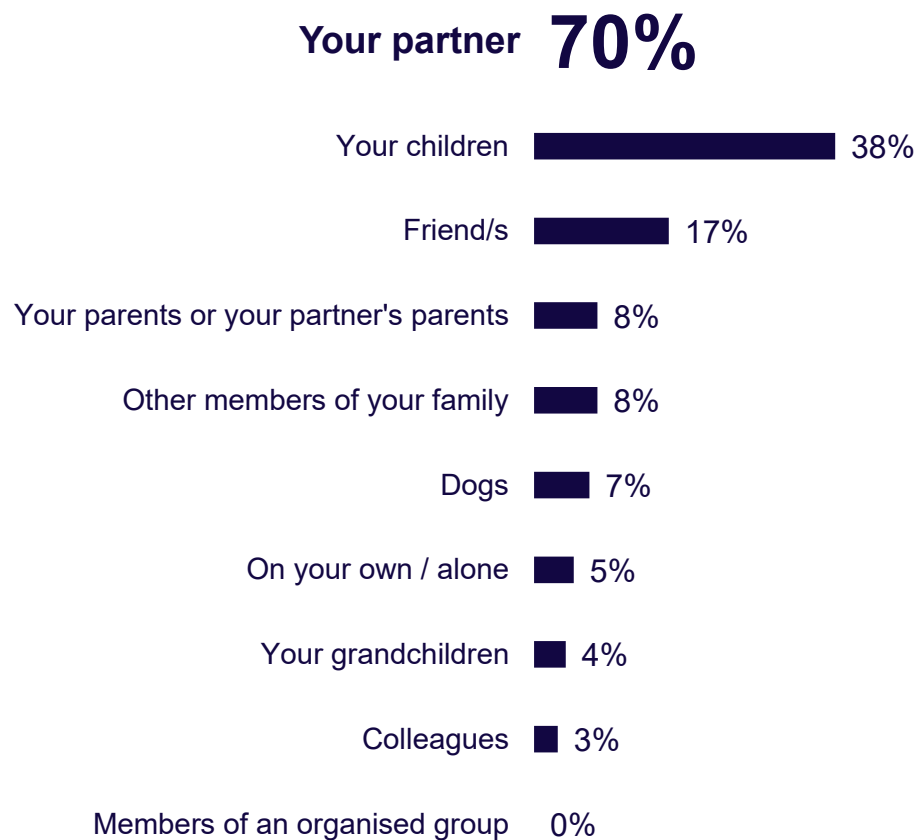 Your partner 70%
Your children 38%
Friend/s 17%
Your parents or your partner's parents 8%
Other members of your family 8%
Dogs 7%
On your own / alone 5%
Your grandchildren 4%
Colleagues 3%
Members of an organised group 0%